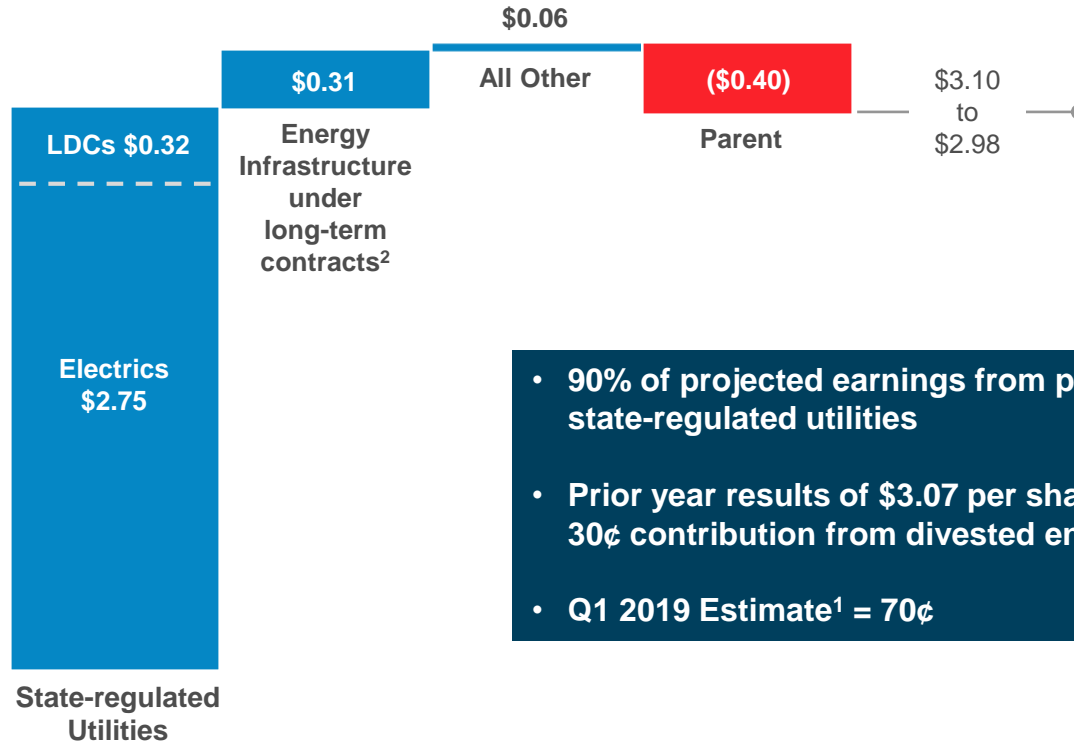 $0.06
$0.31
All Other
($0.40)
$3.10
to
$2.98
LDCs $0.32
Energy
Infrastructure
under
long-term
contracts²
Parent
Electrics
$2.75
• 90% of projected earnings from
state-regulated utilities
• Prior year results of $3.07 per
30¢ contribution from divested
• Q1 2019 Estimate¹ = 70¢
State-regulated
Utilities